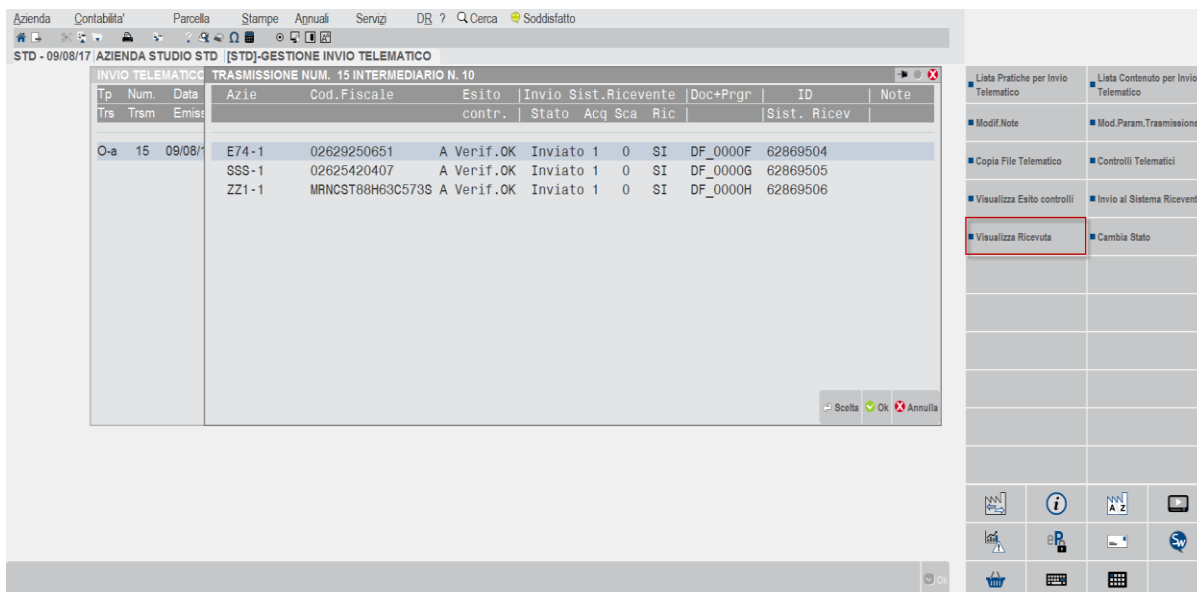 Azienda Contabilita' Parcella Stampe Annuali Servizi DR ? Cerca Soddisfatto
STD - 09/08/17 AZIENDA STUDIO STD [STD]-GESTIONE INVIO TELEMATICO
INVIO TELEMATICO TRASMISSIONE NUM. 15 INTERMEDIARIO N. 10
Tp Num. Data Azie Cod.Fiscale Esito |Invio Sist.Ricevente |Doc+Prgr | ID | Note
Trs Trsm Emiss contr. | Stato Acq Sca Ric | |Sist. Ricev |
O-a 15 09/08/1 E74-1 02629250651 A Verif.OK Inviato 1 0 SI DF_0000F 62869504
SSS-1 02625420407 A Verif.OK Inviato 1 0 SI DF_0000G 62869505
ZZ1-1 MRNCST88H63C573S A Verif.OK Inviato 1 0 SI DF_0000H 62869506
Scelta Ok Annulla
Lista Pratiche per Invio Telematico
Lista Contenuto per Invio Telematico
Modif.Note
Mod.Param.Trasmissione
Copia File Telematico
Controlli Telematici
Visualizza Esito controlli
Invio al Sistema Ricevent
Visualizza Ricevuta
Cambia Stato
Ok